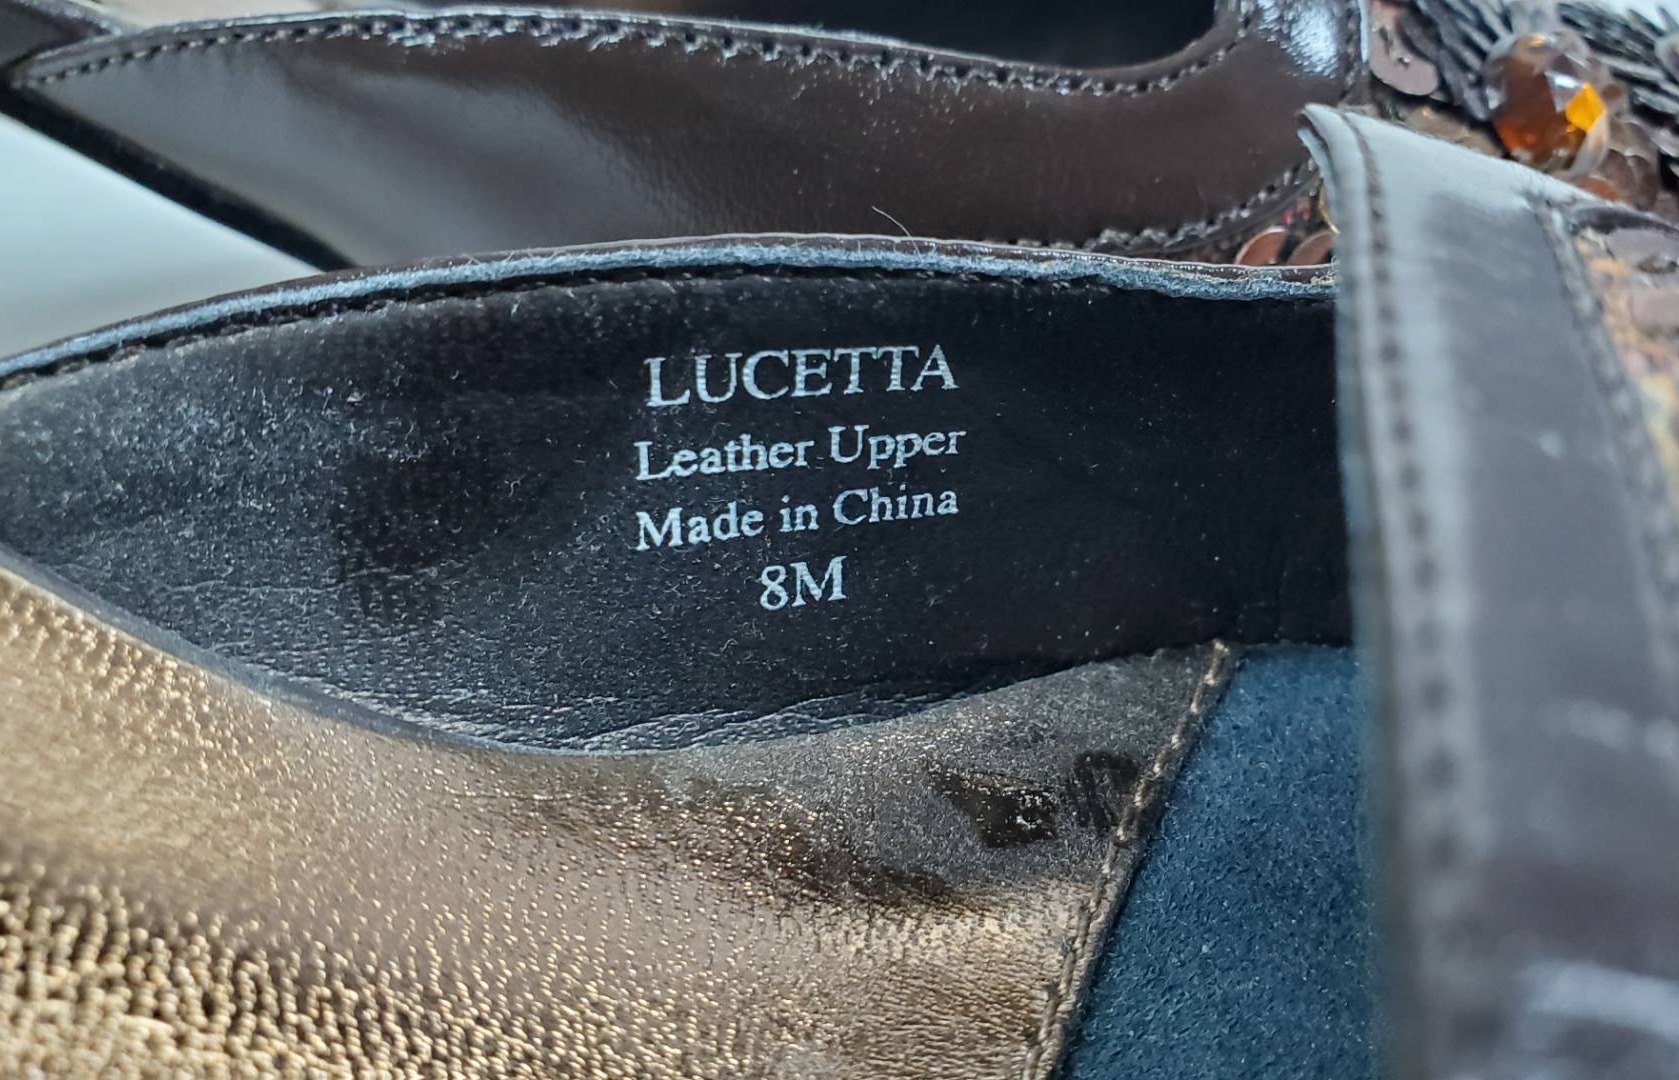 LUCETTA
Leather Upper
Made in China
8M